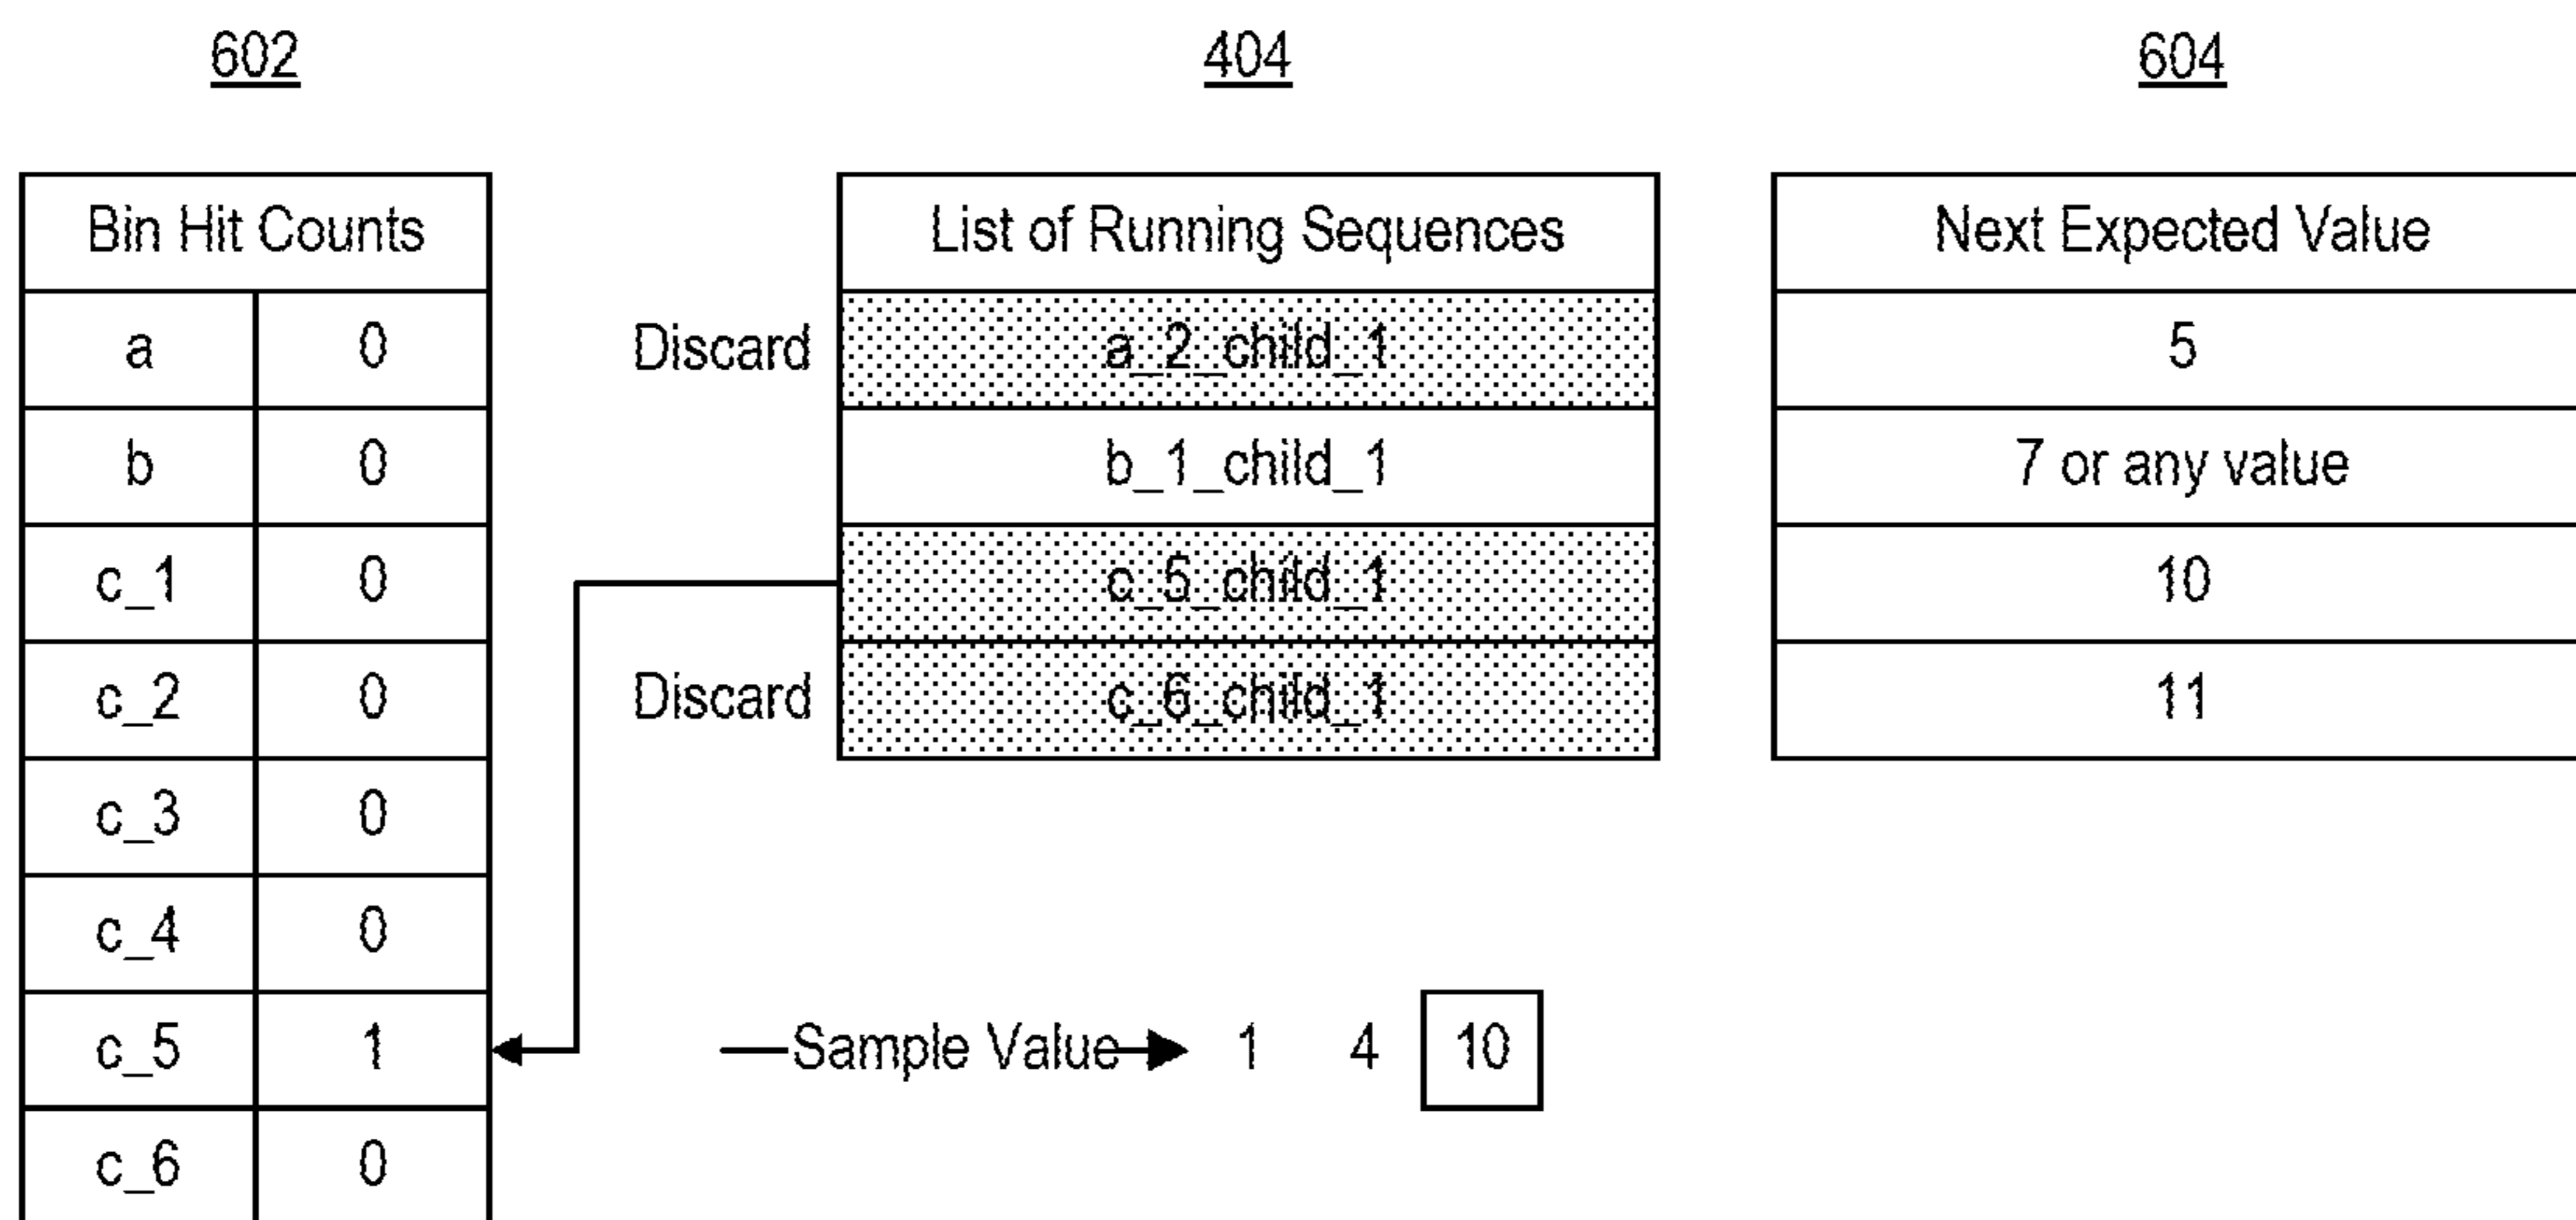 602 404 604
Bin Hit Counts List of Running Sequences Next Expected Value
a 0 Discard a_2_child_1 5
b 0 b_1_child_1 7 or any value
c_1 0 c_5_child_1 10
c_2 0 Discard c_6_child_1 11
c_3 0
c_4 0
c_5 1 Sample Value 1 4 10
c_6 0